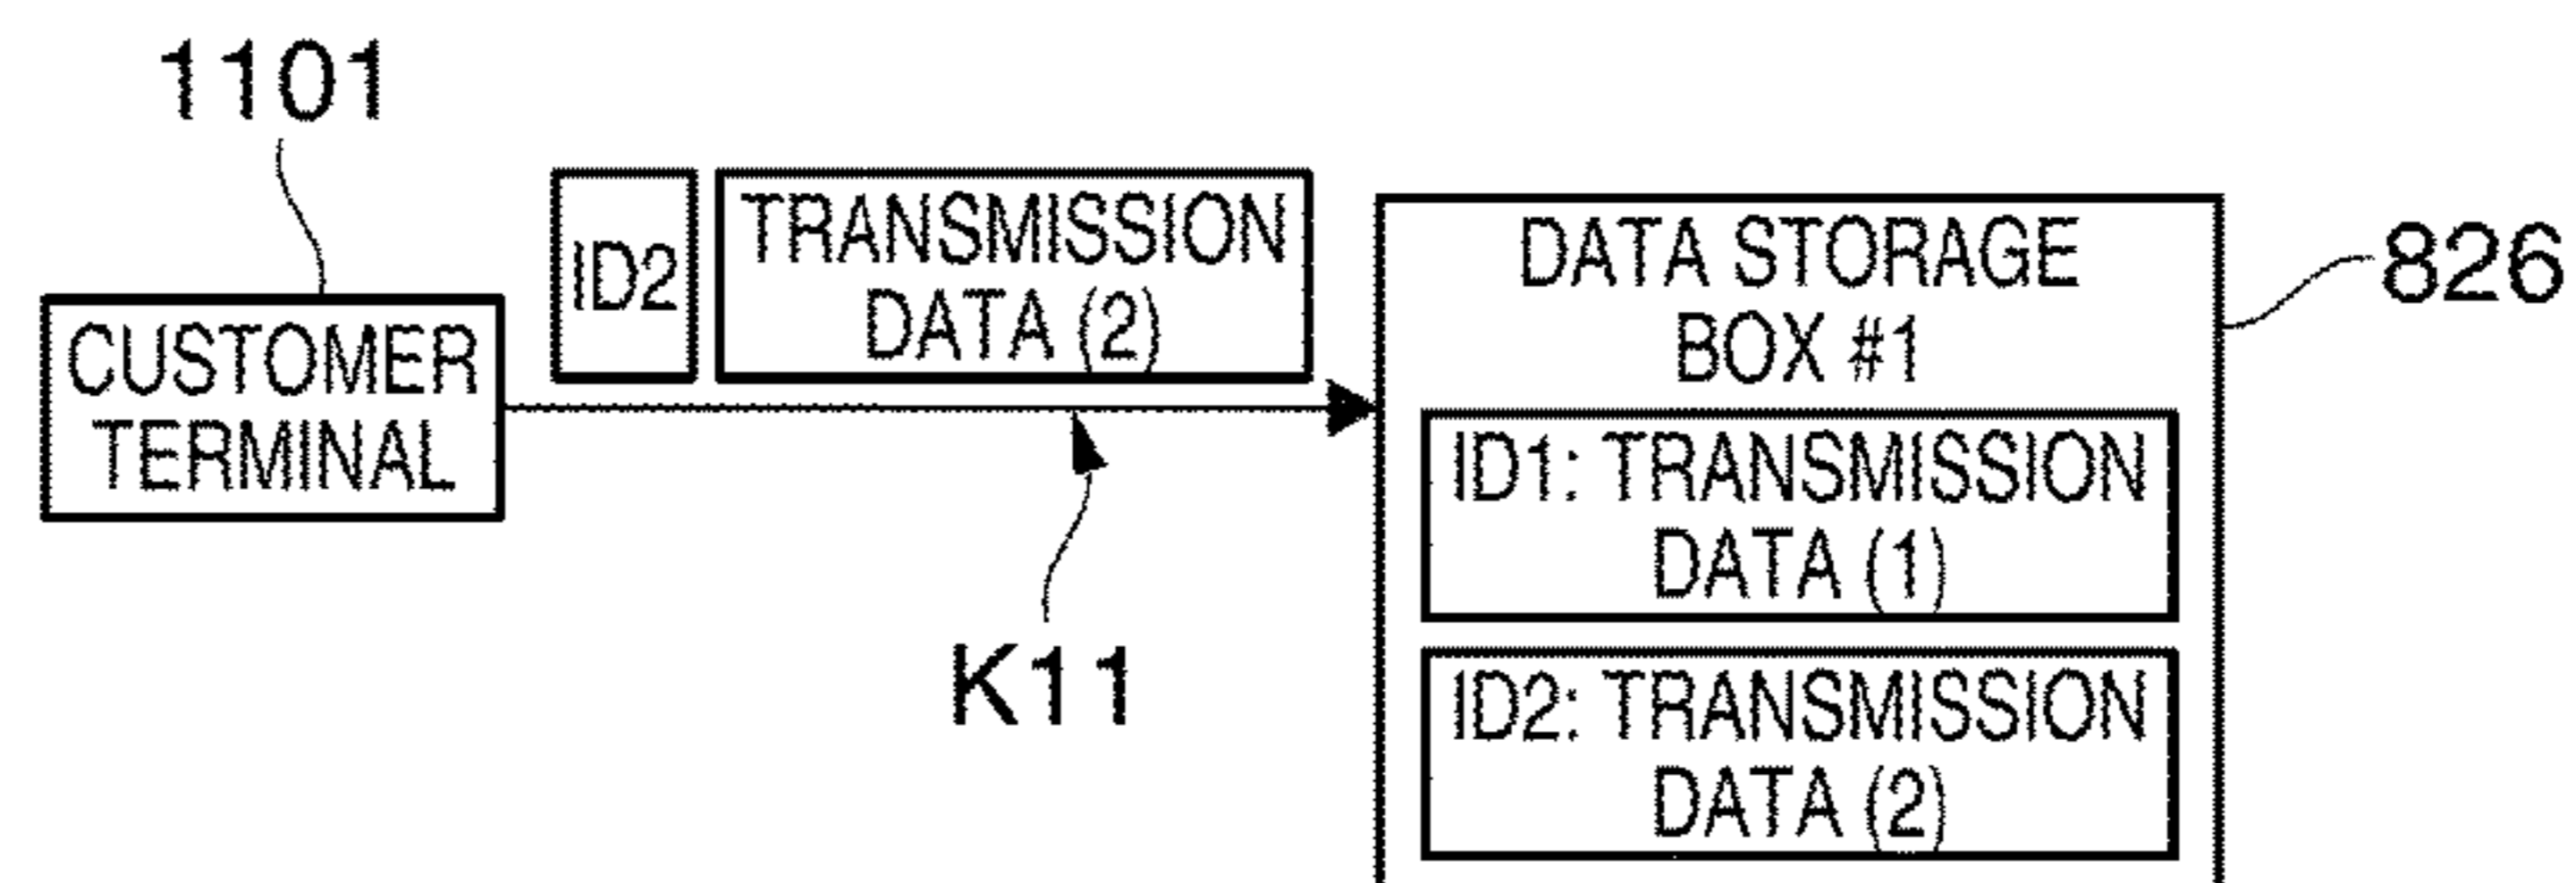 1101
ID2
TRANSMISSION
DATA (2)
DATA STORAGE
BOX #1
826
CUSTOMER
TERMINAL
K11
ID1: TRANSMISSION
DATA (1)
ID2: TRANSMISSION
DATA (2)